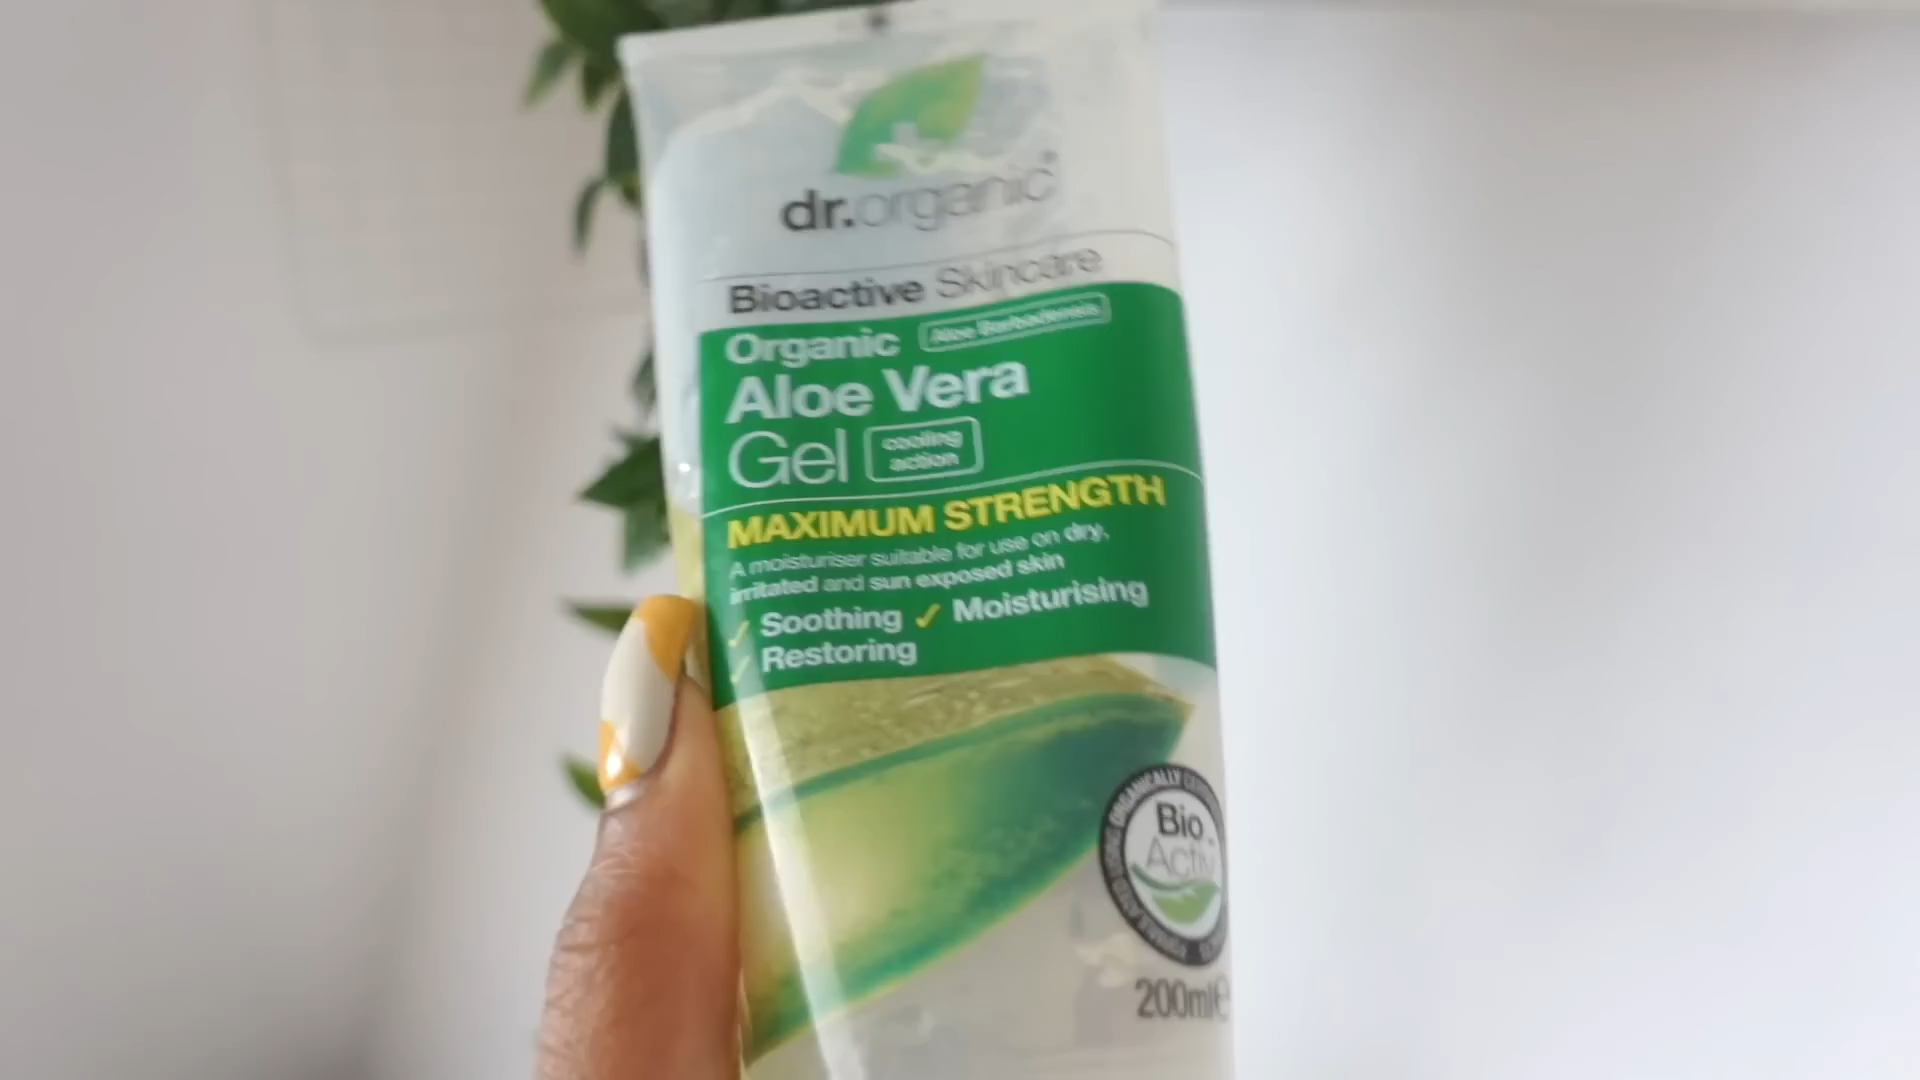 dr.organic®
Bioactive Skincare
Organic Aloe Barbadensis
Aloe Vera
Gel cooling action
MAXIMUM STRENGTH
A moisturiser suitable for use on dry,
irritated and sun exposed skin
✓ Soothing ✓ Moisturising
✓ Restoring
Bio
Activ
ORGANICALLY
200ml℮